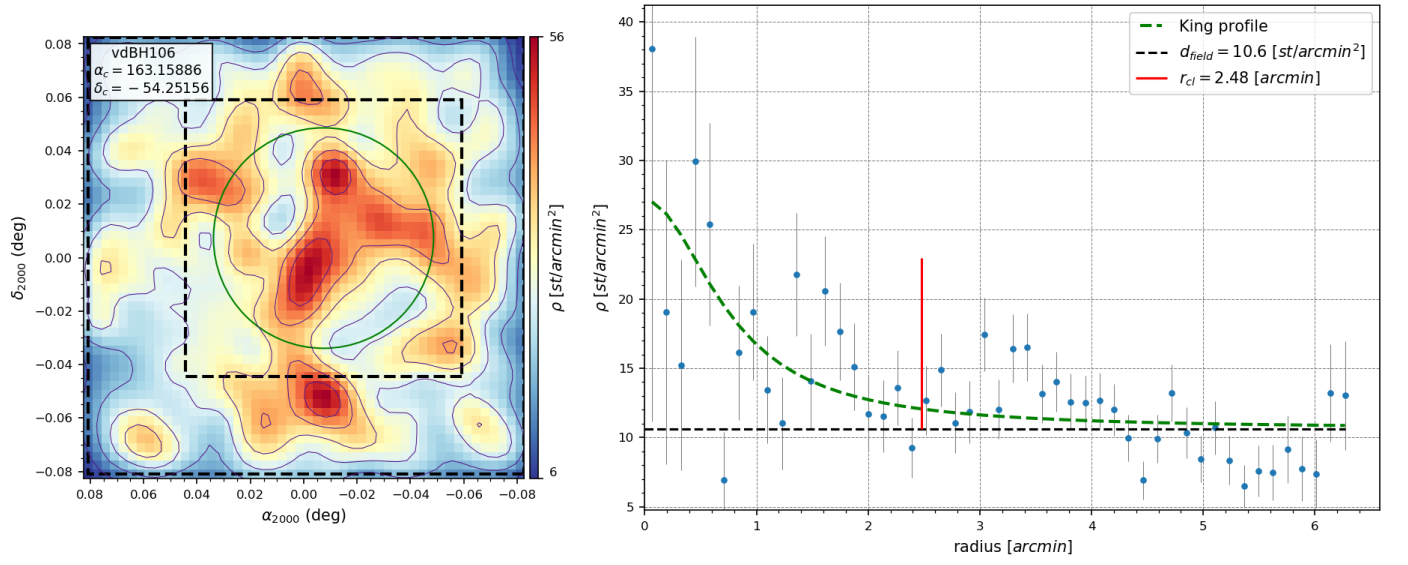 vdBH106
α_c = 163.15886
δ_c = −54.25156
0.08
0.06
0.04
0.02
0.00
−0.02
−0.04
−0.06
−0.08
δ2000 (deg)
0.08 0.06 0.04 0.02 0.00 −0.02 −0.04 −0.06 −0.08
α2000 (deg)
56
ρ [st/arcmin²]
6
King profile
d_field = 10.6 [st/arcmin²]
r_cl = 2.48 [arcmin]
40
35
30
25
20
15
10
5
ρ [st/arcmin²]
0 1 2 3 4 5 6
radius [arcmin]